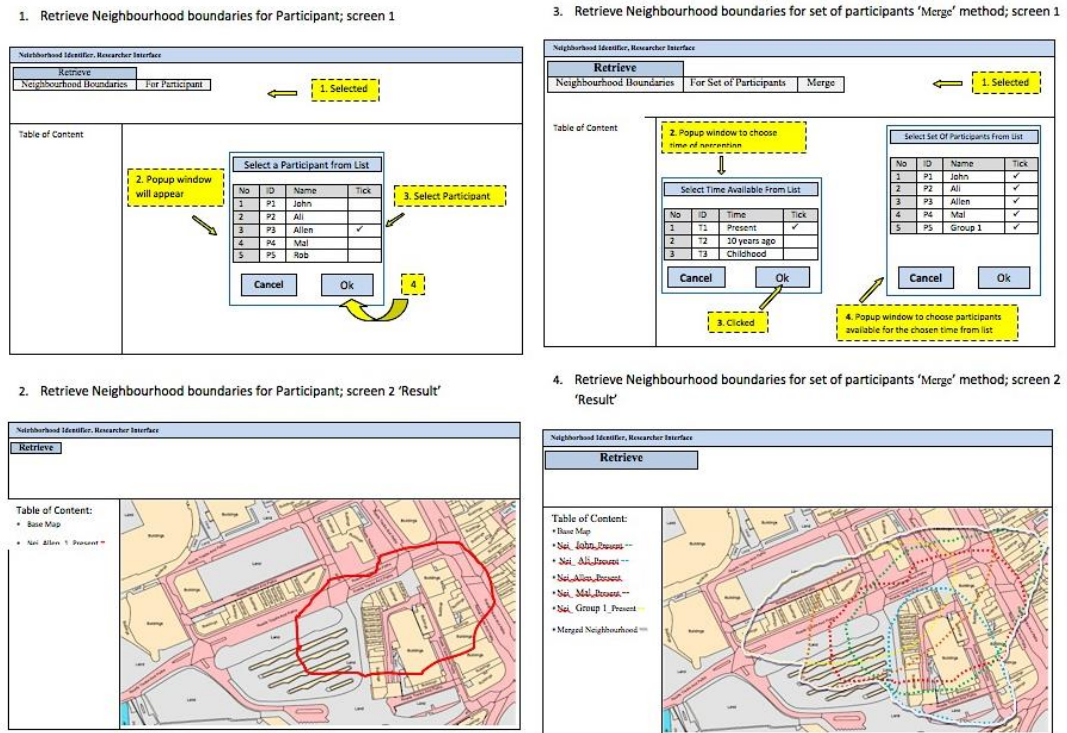 1. Retrieve Neighbourhood boundaries for Participant; screen 1
Neighborhood Identifier, Researcher Interface
Retrieve
Neighbourhood Boundaries For Participant
1. Selected
Table of Content
2. Popup window
will appear
Select a Participant from List
No ID Name Tick
1 P1 John
2 P2 Ali
3 P3 Allen ✓
4 P4 Mal
5 P5 Rob
Cancel Ok
3. Select Participant
4
2. Retrieve Neighbourhood boundaries for Participant; screen 2 ‘Result’
Neighborhood Identifier, Researcher Interface
Retrieve
Table of Content:
• Base Map
• Nei_Allen_1_Present
3. Retrieve Neighbourhood boundaries for set of participants ‘Merge’ method; screen 1
Neighborhood Identifier, Researcher Interface
Retrieve
Neighbourhood Boundaries For Set of Participants Merge
1. Selected
Table of Content
2. Popup window to choose
time of perception
Select Time Available From List
No ID Time Tick
1 T1 Present ✓
2 T2 10 years ago
3 T3 Childhood
Cancel Ok
3. Clicked
Select Set Of Participants From List
No ID Name Tick
1 P1 John ✓
2 P2 Ali ✓
3 P3 Allen ✓
4 P4 Mal ✓
5 P5 Group 1 ✓
Cancel Ok
4. Popup window to choose participants
available for the chosen time from list
4. Retrieve Neighbourhood boundaries for set of participants ‘Merge’ method; screen 2
‘Result’
Neighborhood Identifier, Researcher Interface
Retrieve
Table of Content:
• Base Map
• Nei_John_Present
• Nei_Ali_Present
• Nei_Allen_Present
• Nei_Mal_Present
• Nei_Group 1_Present
• Merged Neighbourhood